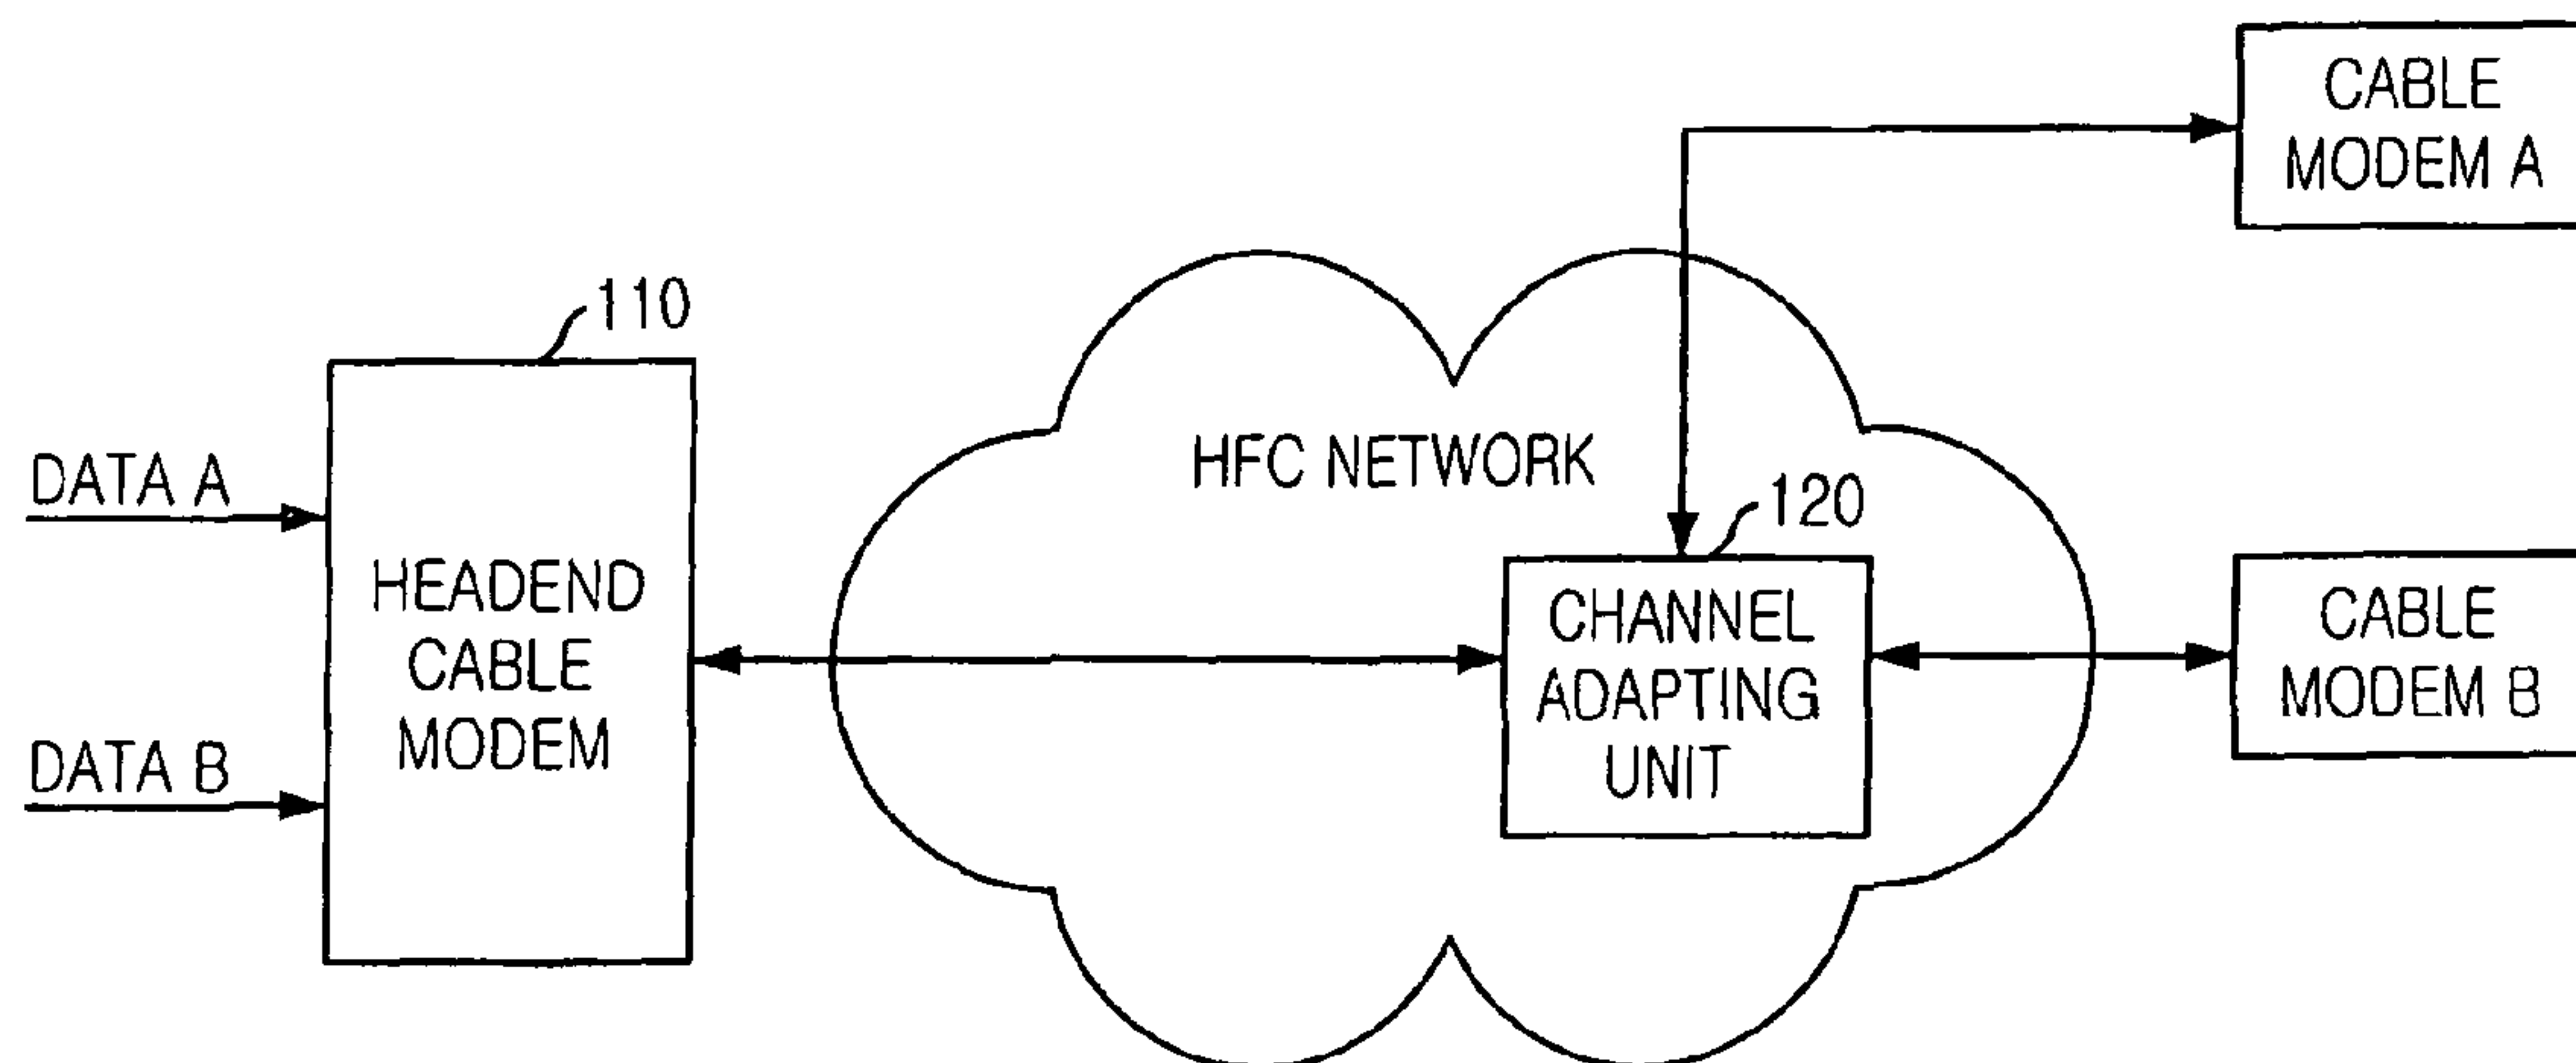 CABLE
MODEM A
110
HFC NETWORK
DATA A
120
HEADEND
CABLE
MODEM
CHANNEL
ADAPTING
UNIT
CABLE
MODEM B
DATA B